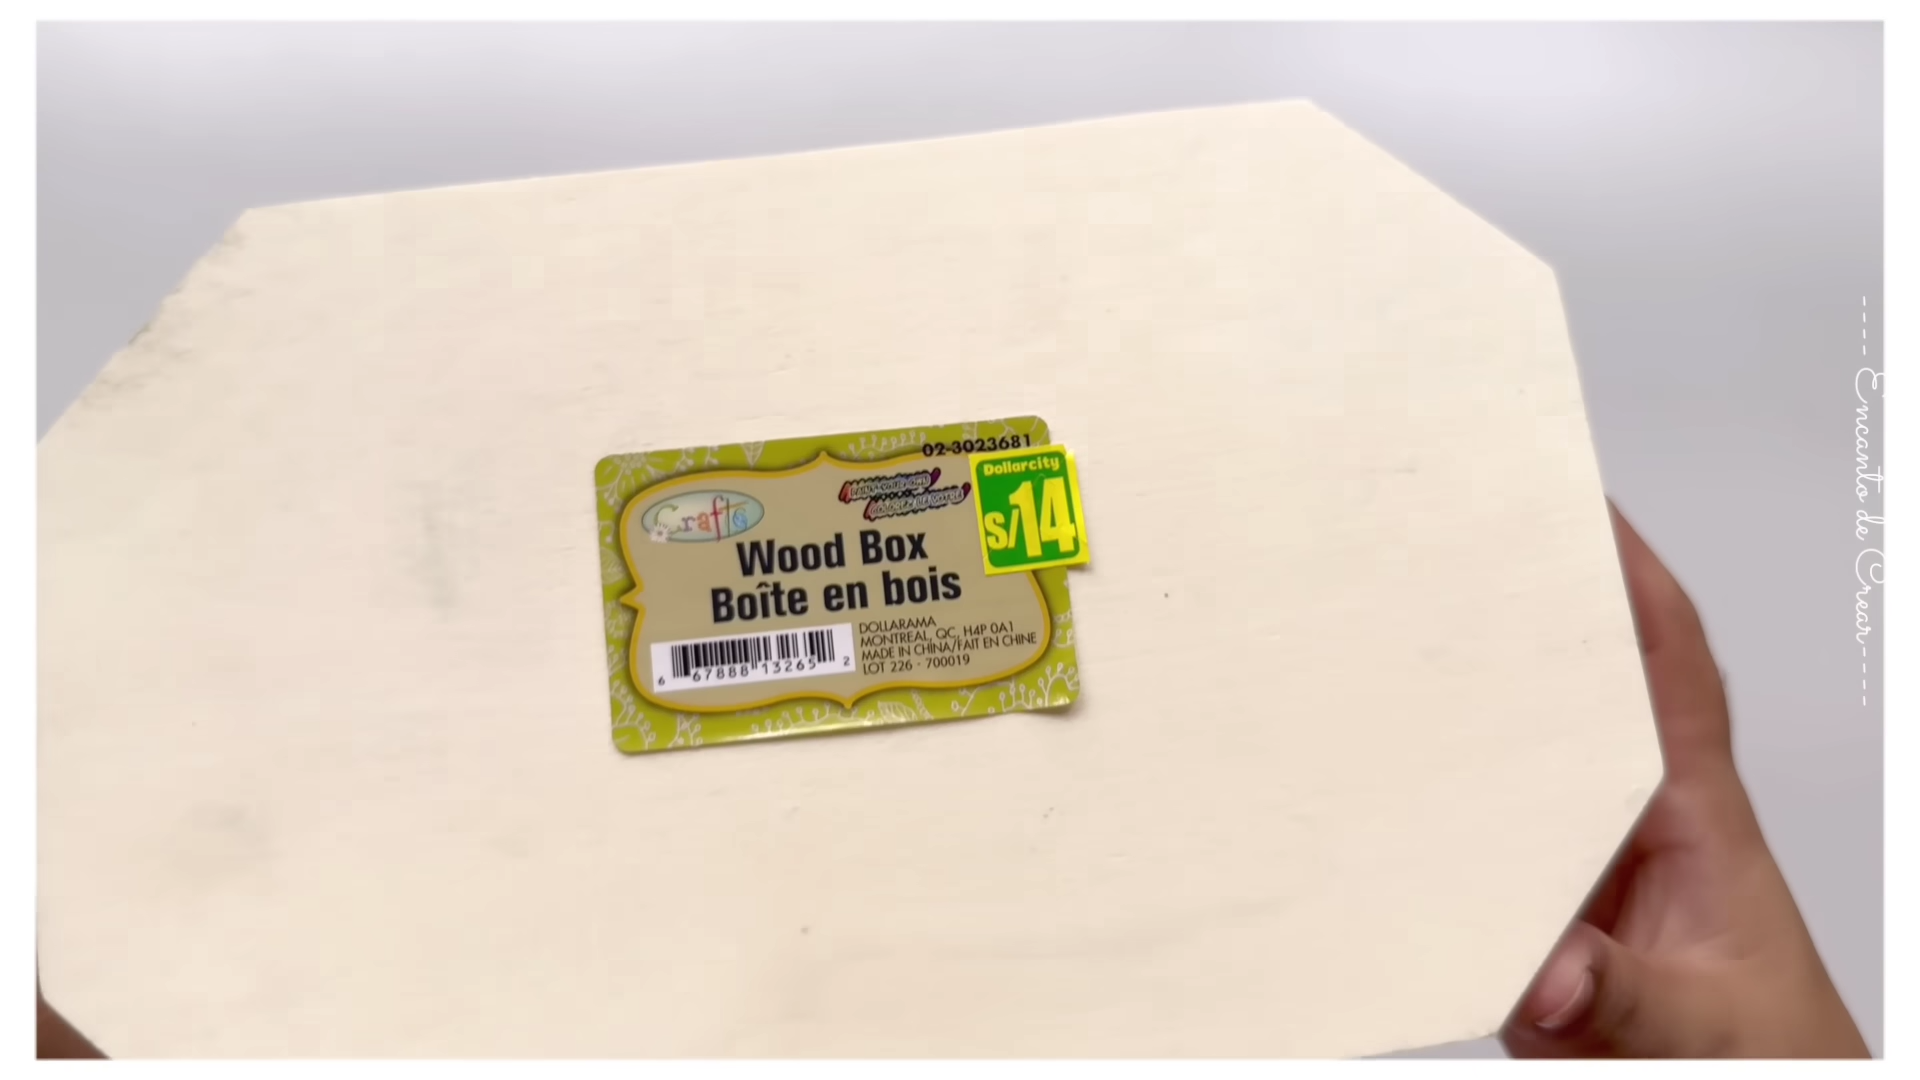 02-3023681
Crafts
Dollarcity
S/14
Wood Box
Boîte en bois
DOLLARAMA
MONTREAL, QC, H4P 0A1
MADE IN CHINA/FAIT EN CHINE
LOT 226 - 700019
6 67888 13265 2
---- Encanto de Crear----